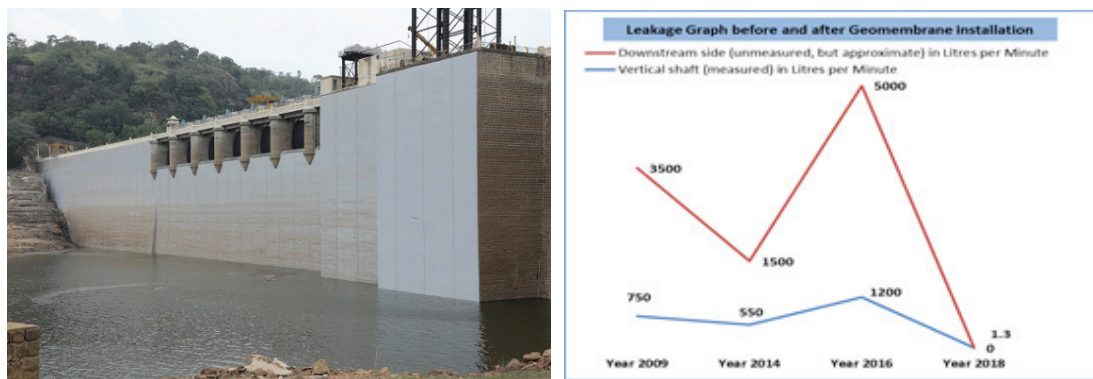 Leakage Graph before and after Geomembrane Installation
Downstream side (unmeasured, but approximate) in Litres per Minute
Vertical shaft (measured) in Litres per Minute
5000
3500
1500
750
550
1200
1.3
0
Year 2009 Year 2014 Year 2016 Year 2018